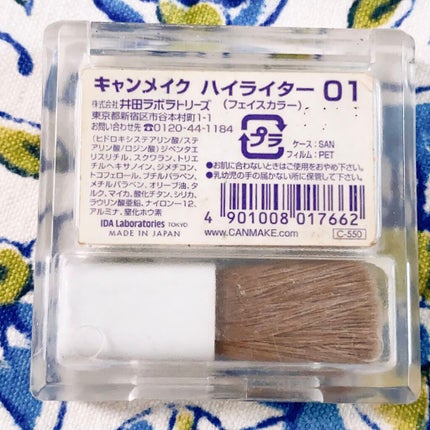 キャンメイク ハイライター 01
株式会社 井田ラボラトリーズ (フェイスカラー)
東京都新宿区市谷本村町1-1
お問い合わせ先 ☎0120-44-1184
(ヒドロキシステアリン酸/ステ
アリン酸/ロジン酸)ジペンタエ
リスリチル、スクワラン、トリエ
チルヘキサノイン、ジメチコン、
トコフェロール、ブチルパラベン、
メチルパラベン、オリーブ油、タ
ルク、マイカ、酸化チタン、シリカ、
ラウリン酸亜鉛、ナイロン-12、
アルミナ、窒化ホウ素
IDA Laboratories TOKYO
MADE IN JAPAN
プラ
ケース:SAN
フィルム:PET
●お肌に合わないときはご使用をおやめ下さい。
●乳幼児の手の届かない所に保管して下さい。
4 901008 017662
www.CANMAKE.com
C-550